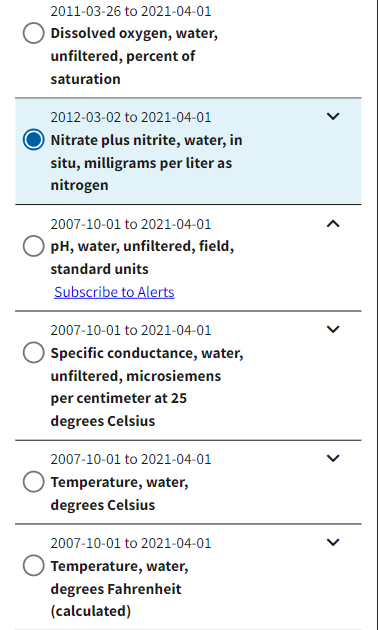 2011-03-26 to 2021-04-01
Dissolved oxygen, water,
unfiltered, percent of
saturation
2012-03-02 to 2021-04-01
Nitrate plus nitrite, water, in
situ, milligrams per liter as
nitrogen
2007-10-01 to 2021-04-01
pH, water, unfiltered, field,
standard units
Subscribe to Alerts
2007-10-01 to 2021-04-01
Specific conductance, water,
unfiltered, microsiemens
per centimeter at 25
degrees Celsius
2007-10-01 to 2021-04-01
Temperature, water,
degrees Celsius
2007-10-01 to 2021-04-01
Temperature, water,
degrees Fahrenheit
(calculated)